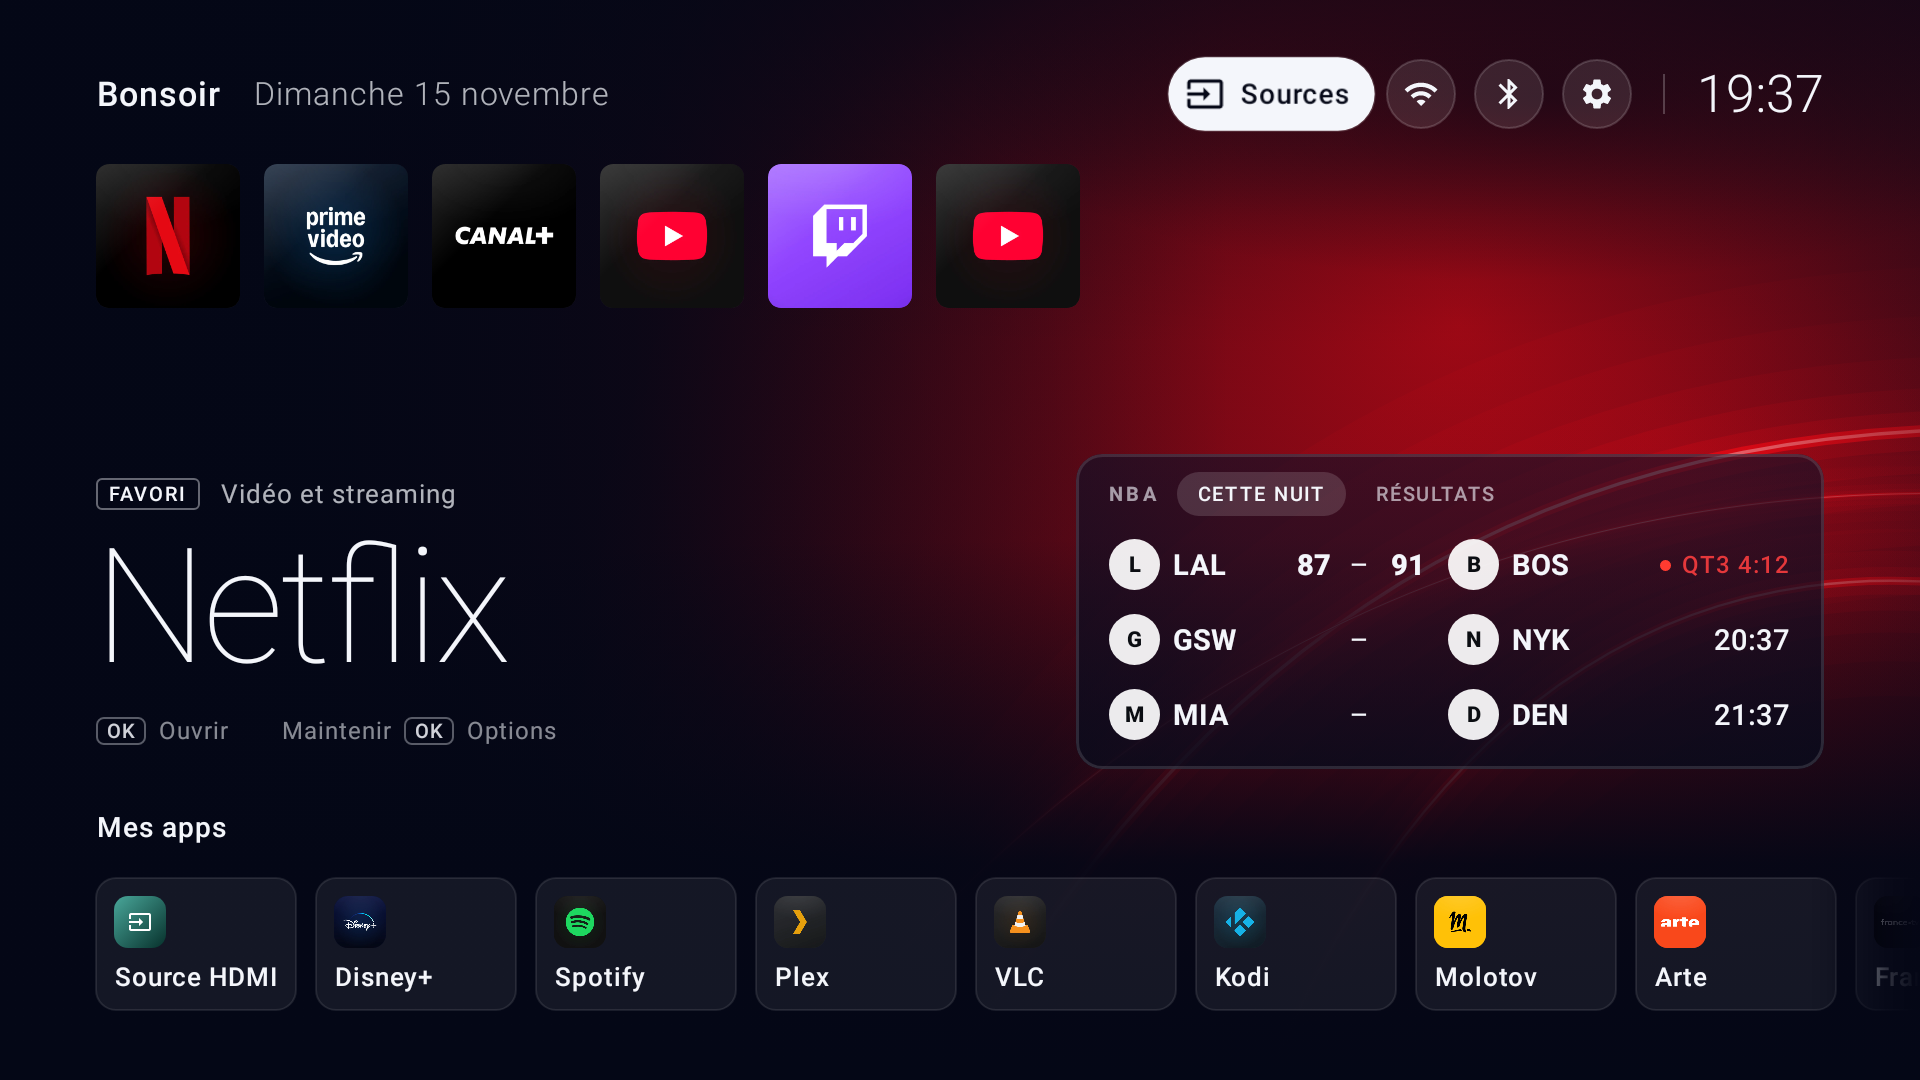 Bonsoir Dimanche 15 novembre
Sources
19:37
prime video
CANAL+
FAVORI Vidéo et streaming
Netflix
OK Ouvrir Maintenir OK Options
NBA CETTE NUIT RÉSULTATS
L LAL 87 – 91 B BOS QT3 4:12
G GSW – N NYK 20:37
M MIA – D DEN 21:37
Mes apps
Disney+
m.
arte
Source HDMI
Disney+
Spotify
Plex
VLC
Kodi
Molotov
Arte